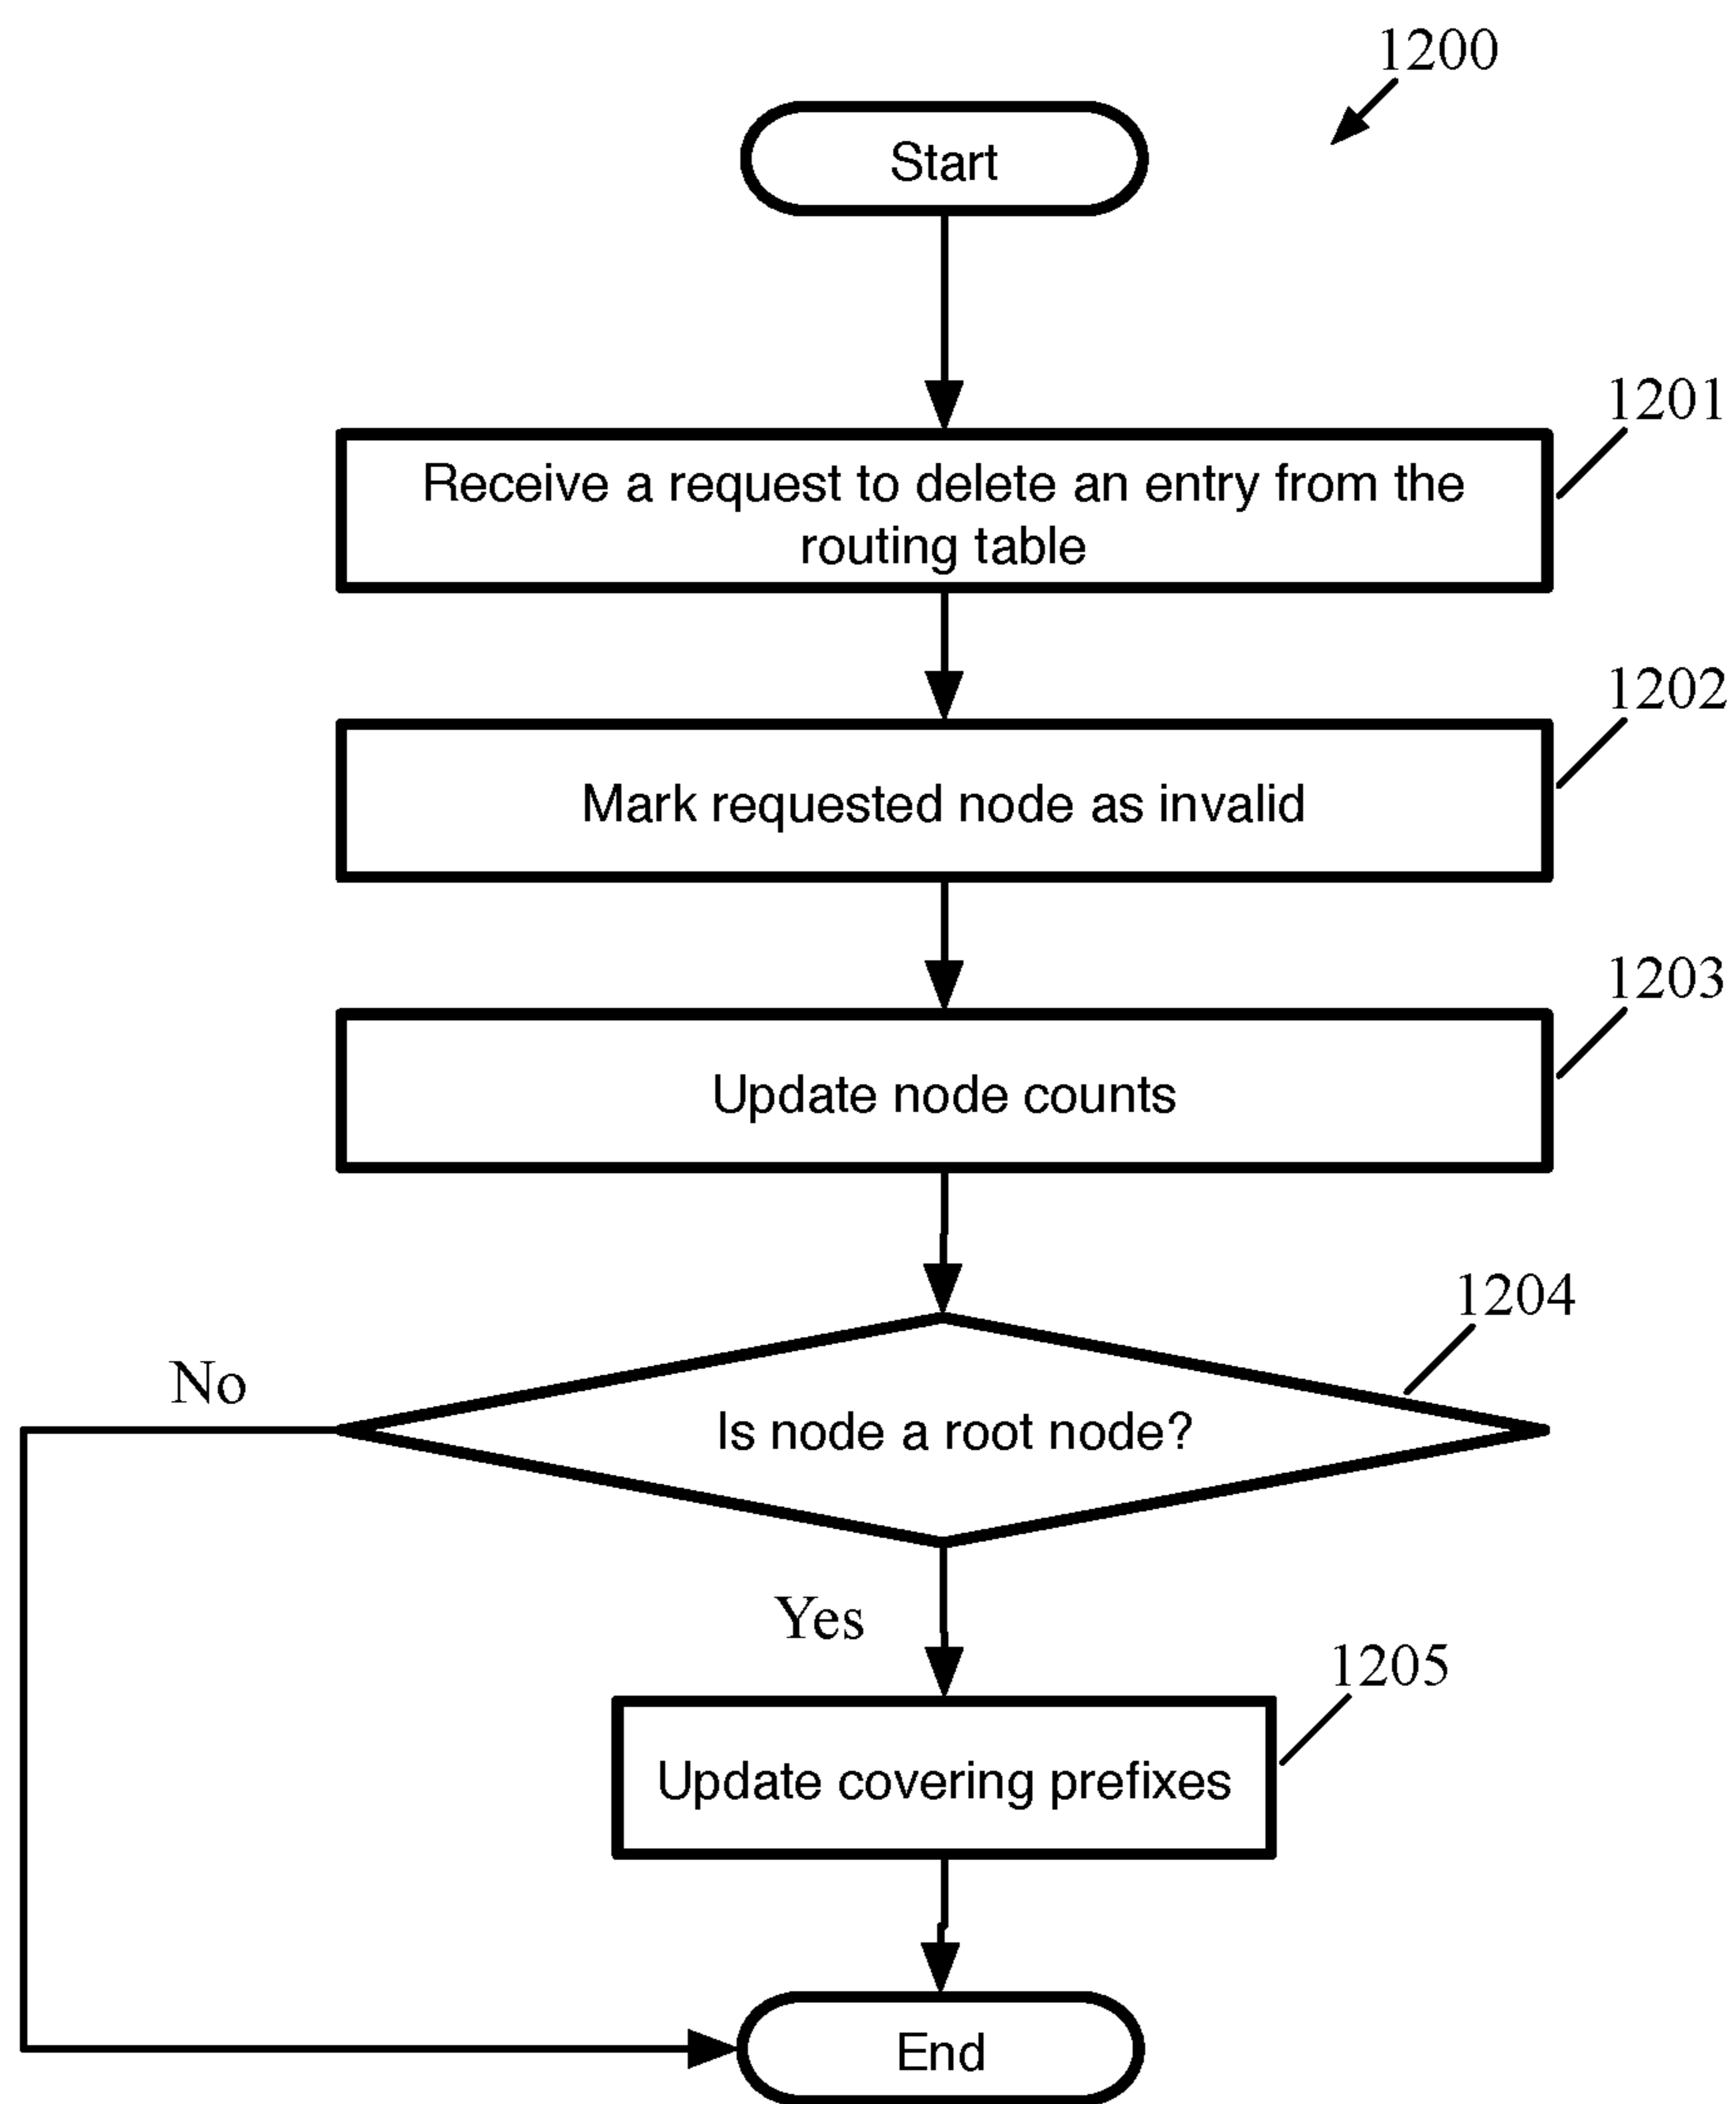 1200
Start
1201
Receive a request to delete an entry from the
routing table
1202
Mark requested node as invalid
1203
Update node counts
1204
No
Is node a root node?
Yes
1205
Update covering prefixes
End